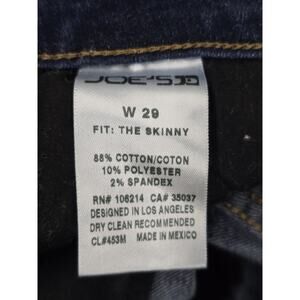 JOE'S
W 29
FIT: THE SKINNY
88% COTTON/COTON
10% POLYESTER
2% SPANDEX
RN# 106214 CA# 35037
DESIGNED IN LOS ANGELES
DRY CLEAN RECOMMENDED
CL#453M MADE IN MEXICO